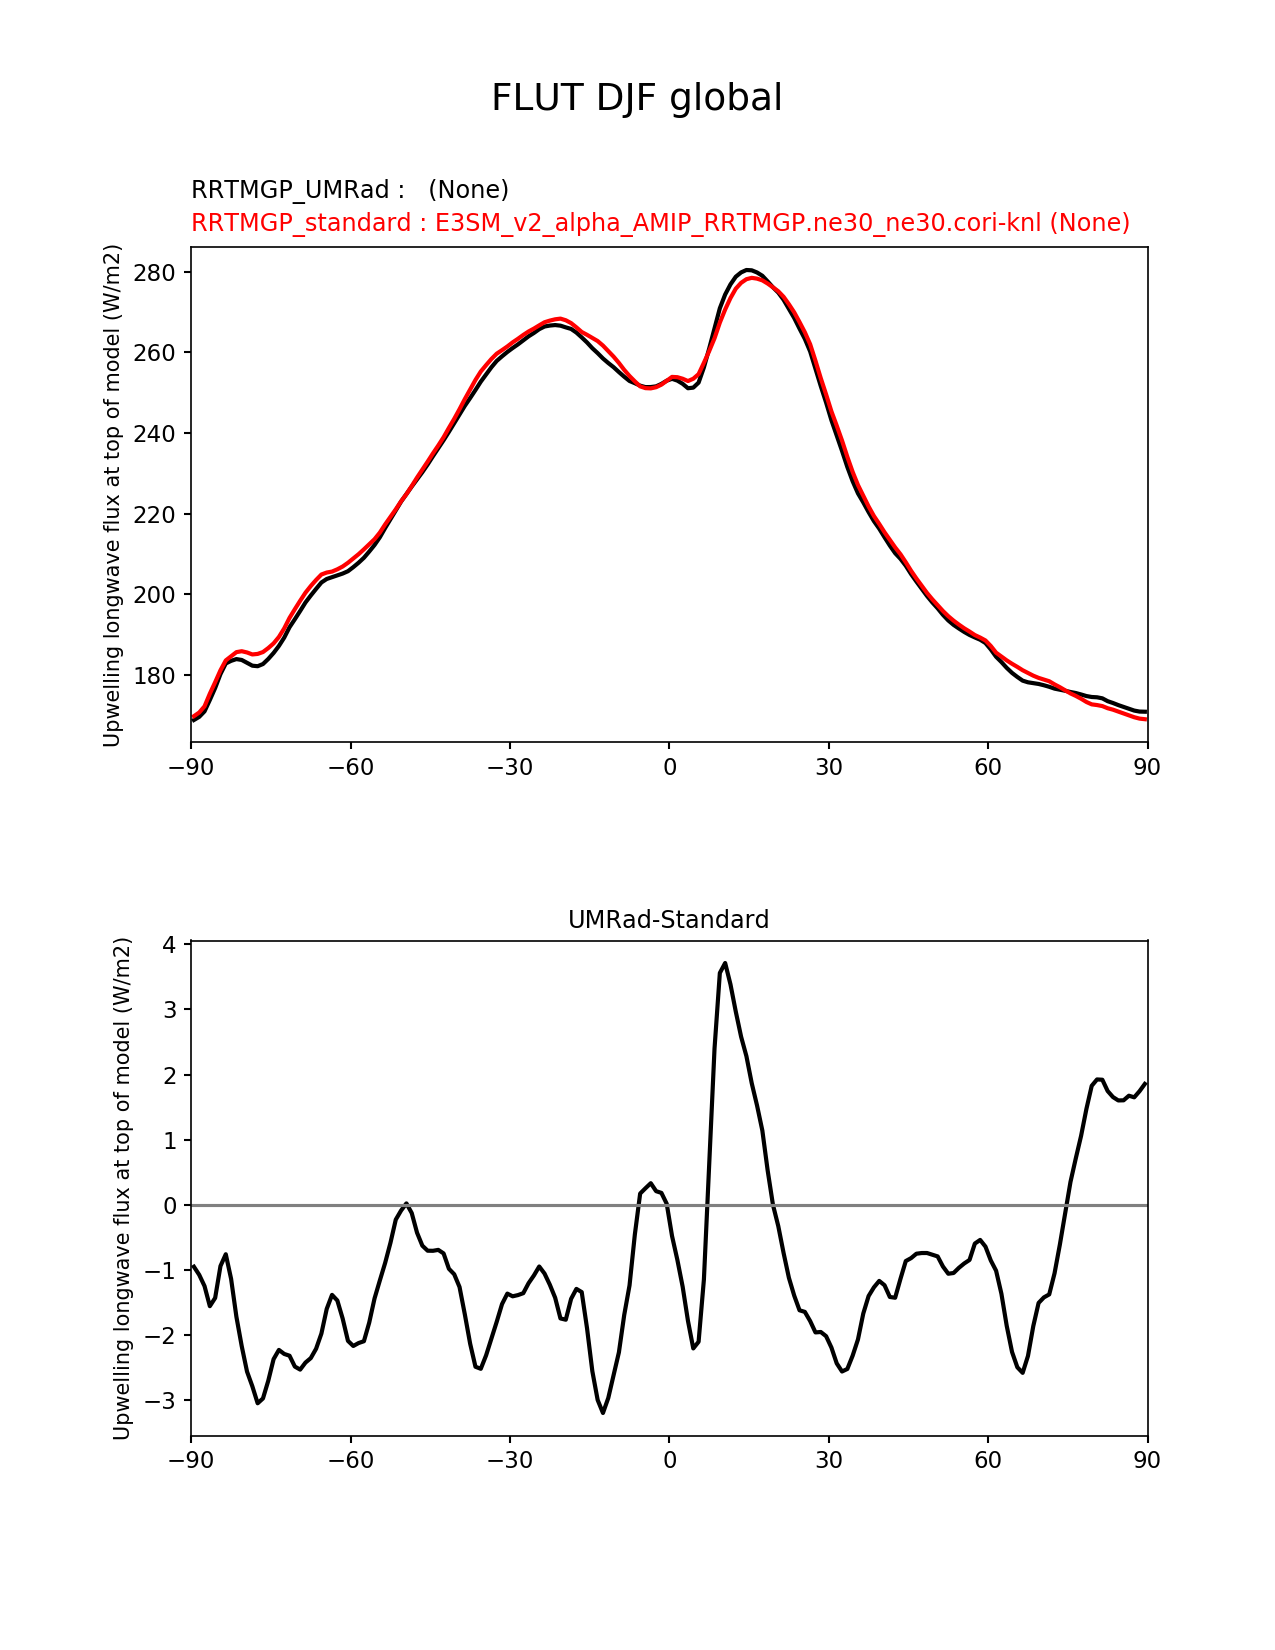 FLUT DJF global
RRTMGP_UMRad :   (None)
RRTMGP_standard : E3SM_v2_alpha_AMIP_RRTMGP.ne30_ne30.cori-knl (None)
Upwelling longwave flux at top of model (W/m2)
280
260
240
220
200
180
−90 −60 −30 0 30 60 90
UMRad-Standard
Upwelling longwave flux at top of model (W/m2)
4
3
2
1
0
−1
−2
−3
−90 −60 −30 0 30 60 90